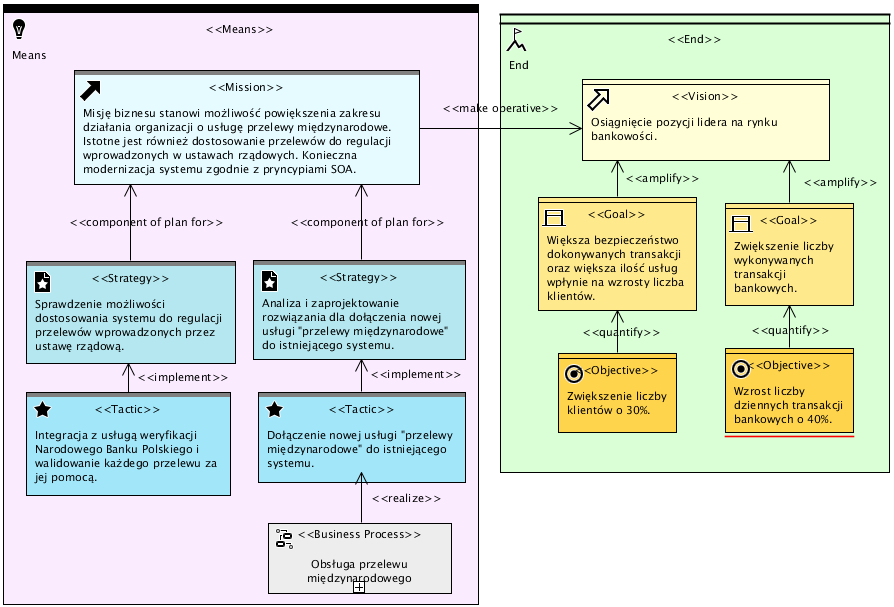 <<Means>>
Means
<<Mission>>
Misję biznesu stanowi możliwość powiększenia zakresu
działania organizacji o usługę przelewy międzynarodowe.
Istotne jest również dostosowanie przelewów do regulacji
wprowadzonych w ustawach rządowych. Konieczna
modernizacja systemu zgodnie z pryncypiami SOA.
<<component of plan for>>
<<component of plan for>>
<<Strategy>>
Sprawdzenie możliwości
dostosowania systemu do regulacji
przelewów wprowadzonych przez
ustawę rządową.
<<Strategy>>
Analiza i zaprojektowanie
rozwiązania dla dołączenia nowej
usługi "przelewy międzynarodowe"
do istniejącego systemu.
<<implement>>
<<implement>>
<<Tactic>>
Integracja z usługą weryfikacji
Narodowego Banku Polskiego i
walidowanie każdego przelewu za
jej pomocą.
<<Tactic>>
Dołączenie nowej usługi "przelewy
międzynarodowe" do istniejącego
systemu.
<<realize>>
<<Business Process>>
Obsługa przelewu
międzynarodowego
<<make operative>>
<<End>>
End
<<Vision>>
Osiągnięcie pozycji lidera na rynku
bankowości.
<<amplify>>
<<amplify>>
<<Goal>>
Większa bezpieczeństwo
dokonywanych transakcji
oraz większa ilość usług
wpłynie na wzrosty liczba
klientów.
<<Goal>>
Zwiększenie liczby
wykonywanych
transakcji
bankowych.
<<quantify>>
<<quantify>>
<<Objective>>
Zwiększenie liczby
klientów o 30%.
<<Objective>>
Wzrost liczby
dziennych transakcji
bankowych o 40%.